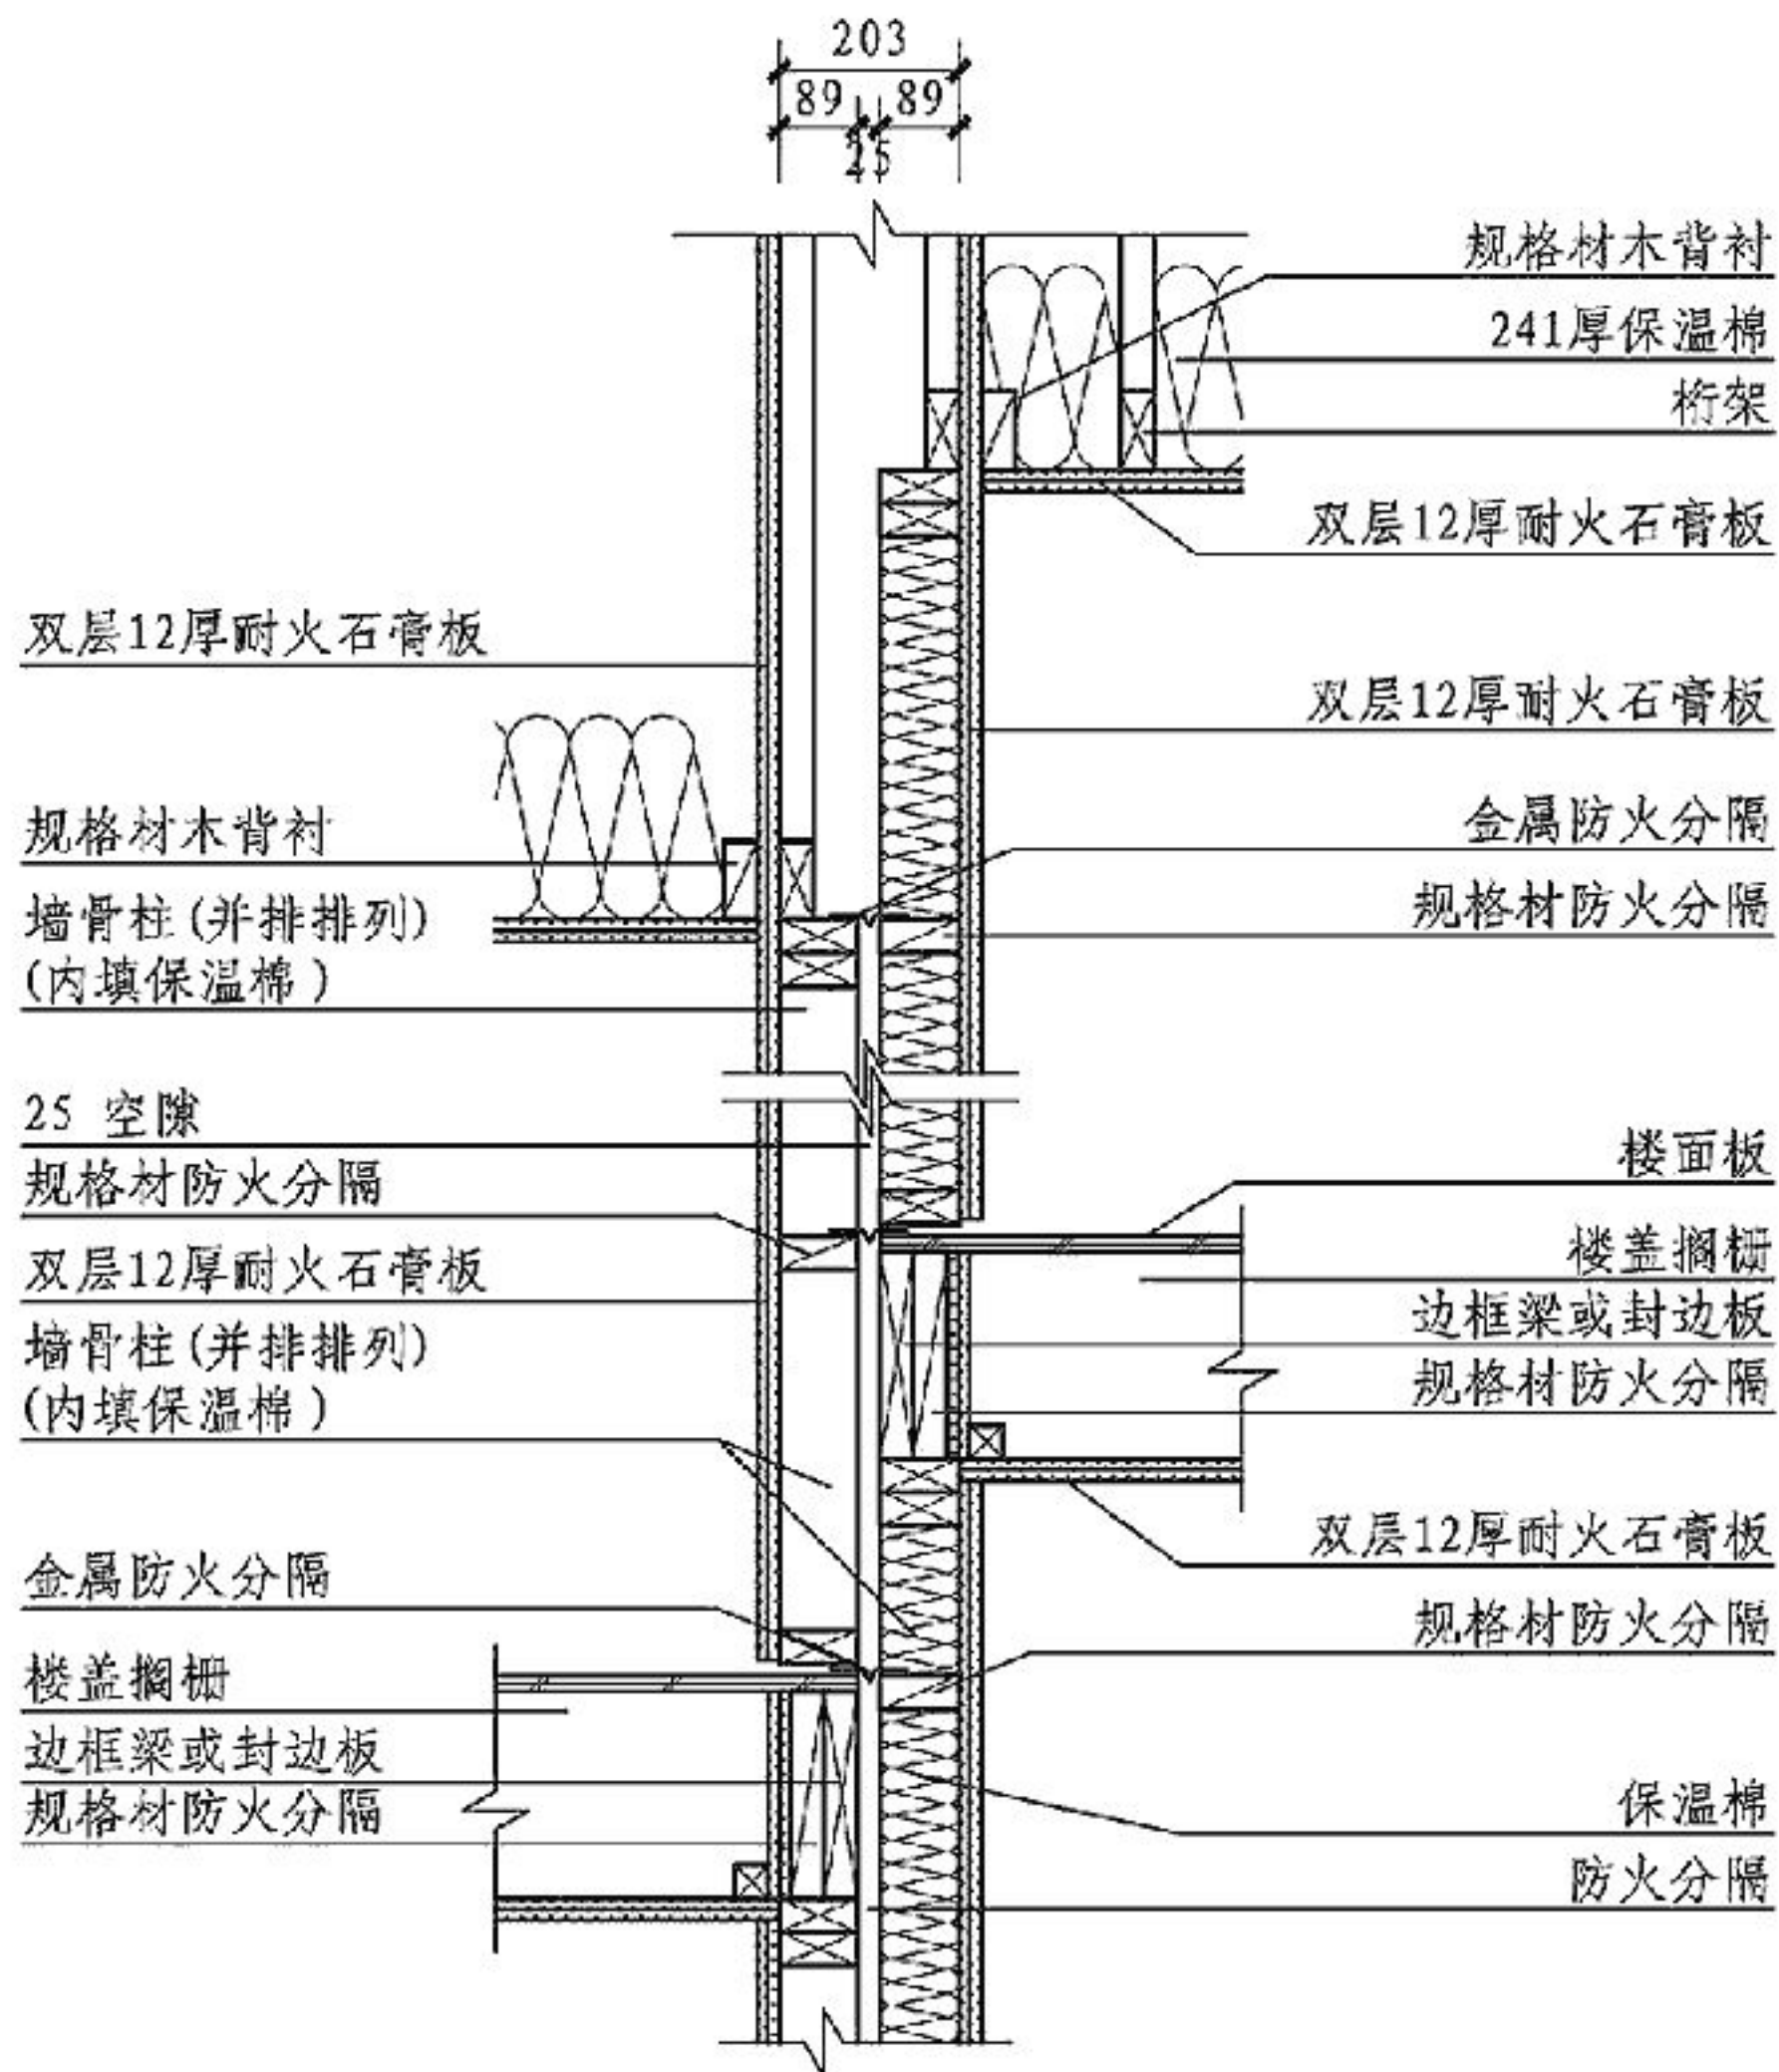 203
89
89
25
规格材木背衬
241厚保温棉
桁架
双层12厚耐火石膏板
双层12厚耐火石膏板
金属防火分隔
规格材防火分隔
楼面板
楼盖搁栅
边框梁或封边板
规格材防火分隔
双层12厚耐火石膏板
规格材防火分隔
保温棉
防火分隔
双层12厚耐火石膏板
规格材木背衬
墙骨柱(并排排列)
(内填保温棉)
25 空隙
规格材防火分隔
双层12厚耐火石膏板
墙骨柱(并排排列)
(内填保温棉)
金属防火分隔
楼盖搁栅
边框梁或封边板
规格材防火分隔